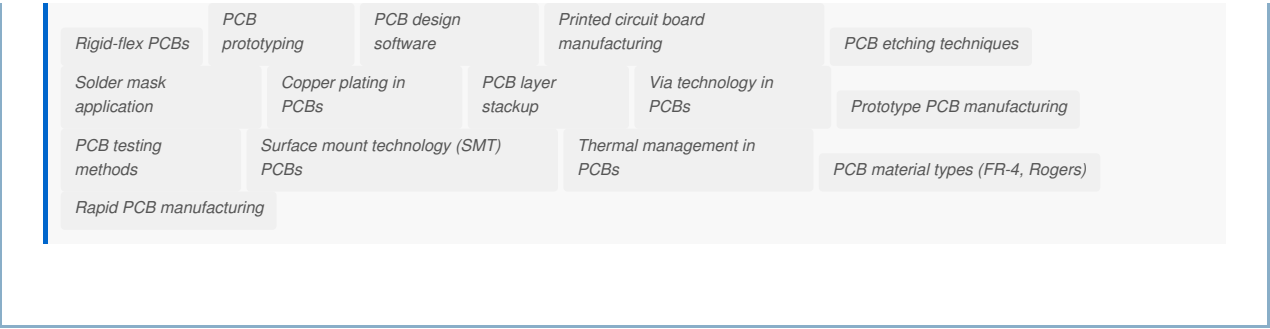 Rigid-flex PCBs
PCB
prototyping
PCB design
software
Printed circuit board
manufacturing
PCB etching techniques
Solder mask
application
Copper plating in
PCBs
PCB layer
stackup
Via technology in
PCBs
Prototype PCB manufacturing
PCB testing
methods
Surface mount technology (SMT)
PCBs
Thermal management in
PCBs
PCB material types (FR-4, Rogers)
Rapid PCB manufacturing